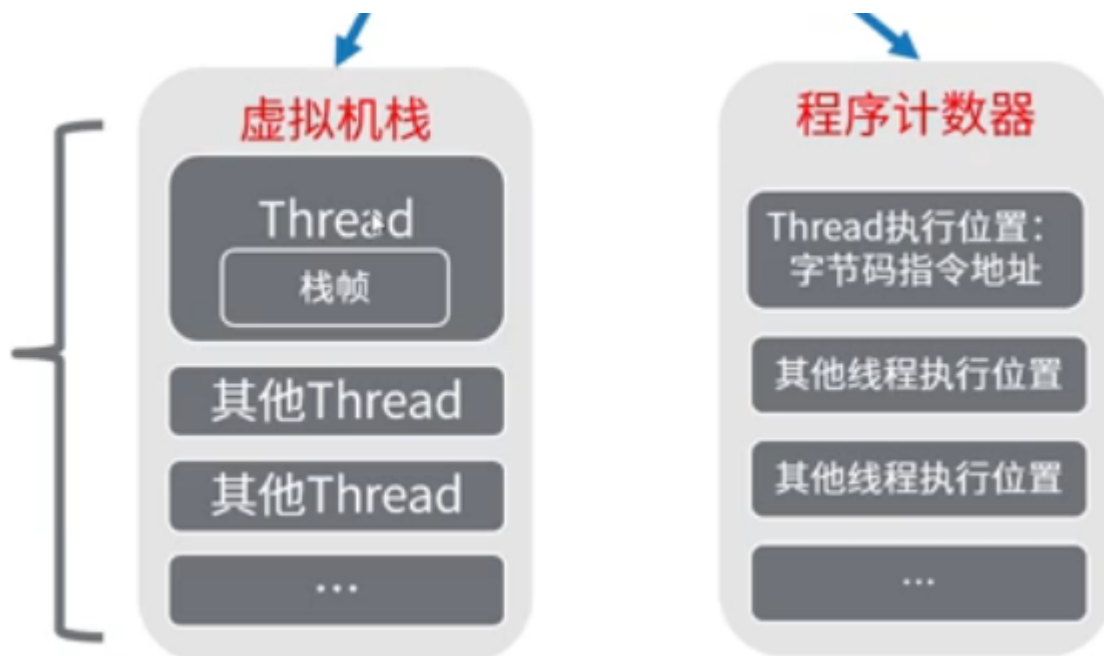 虚拟机栈
Thread
栈帧
其他Thread
其他Thread
...
程序计数器
Thread执行位置：
字节码指令地址
其他线程执行位置
其他线程执行位置
...